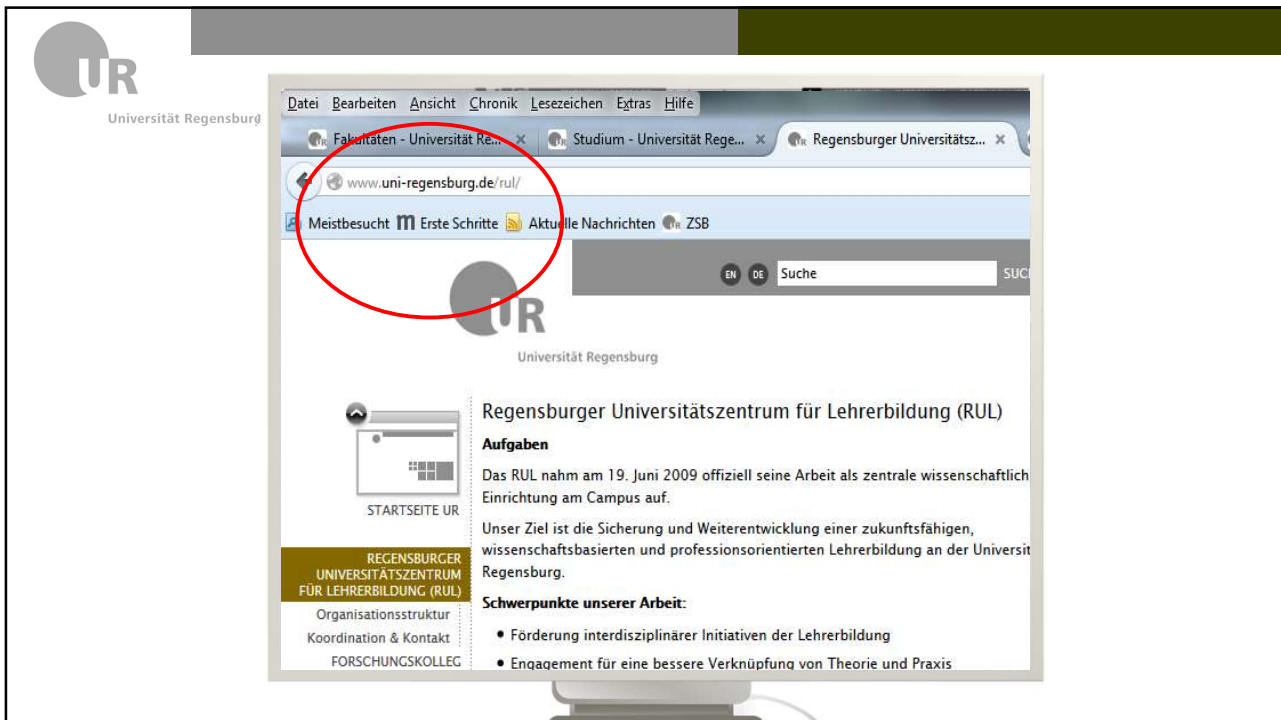 UR
Universität Regensburg
Datei Bearbeiten Ansicht Chronik Lesezeichen Extras Hilfe
UR Fakultäten - Universität Re... × UR Studium - Universität Rege... × UR Regensburger Universitätsz... ×
www.uni-regensburg.de/rul/
Meistbesucht m Erste Schritte Aktuelle Nachrichten UR ZSB
EN DE Suche SUC
UR
Universität Regensburg
STARTSEITE UR
REGENSBURGER
UNIVERSITÄTSZENTRUM
FÜR LEHRERBILDUNG (RUL)
Organisationsstruktur
Koordination & Kontakt
FORSCHUNGSKOLLEG
Regensburger Universitätszentrum für Lehrerbildung (RUL)
Aufgaben
Das RUL nahm am 19. Juni 2009 offiziell seine Arbeit als zentrale wissenschaftlich
Einrichtung am Campus auf.
Unser Ziel ist die Sicherung und Weiterentwicklung einer zukunftsfähigen,
wissenschaftsbasierten und professionsorientierten Lehrerbildung an der Universit
Regensburg.
Schwerpunkte unserer Arbeit:
• Förderung interdisziplinärer Initiativen der Lehrerbildung
• Engagement für eine bessere Verknüpfung von Theorie und Praxis